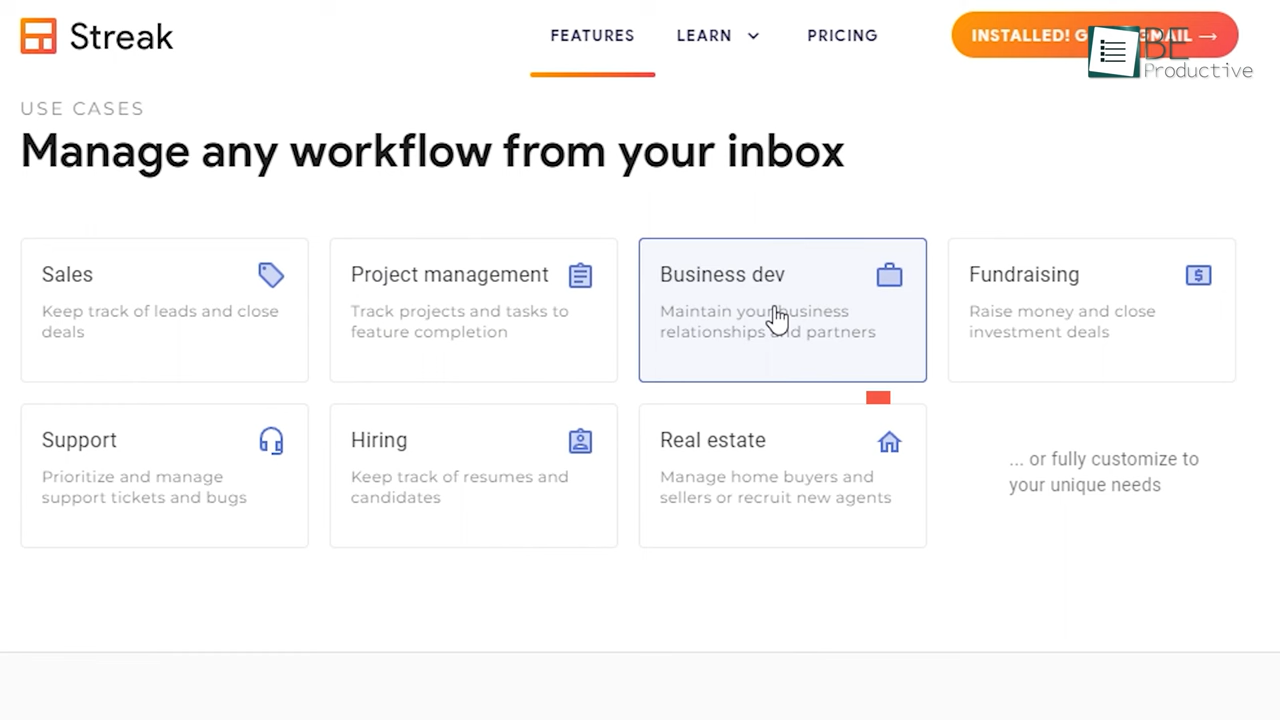 Streak
FEATURES
LEARN
PRICING
INSTALLED! G
BE
Productive
USE CASES
Manage any workflow from your inbox
Sales
Keep track of leads and close
deals
Project management
Track projects and tasks to
feature completion
Business dev
Maintain your business
relationships and partners
Fundraising
$
Raise money and close
investment deals
Support
Prioritize and manage
support tickets and bugs
Hiring
Keep track of resumes and
candidates
Real estate
Manage home buyers and
sellers or recruit new agents
... or fully customize to
your unique needs